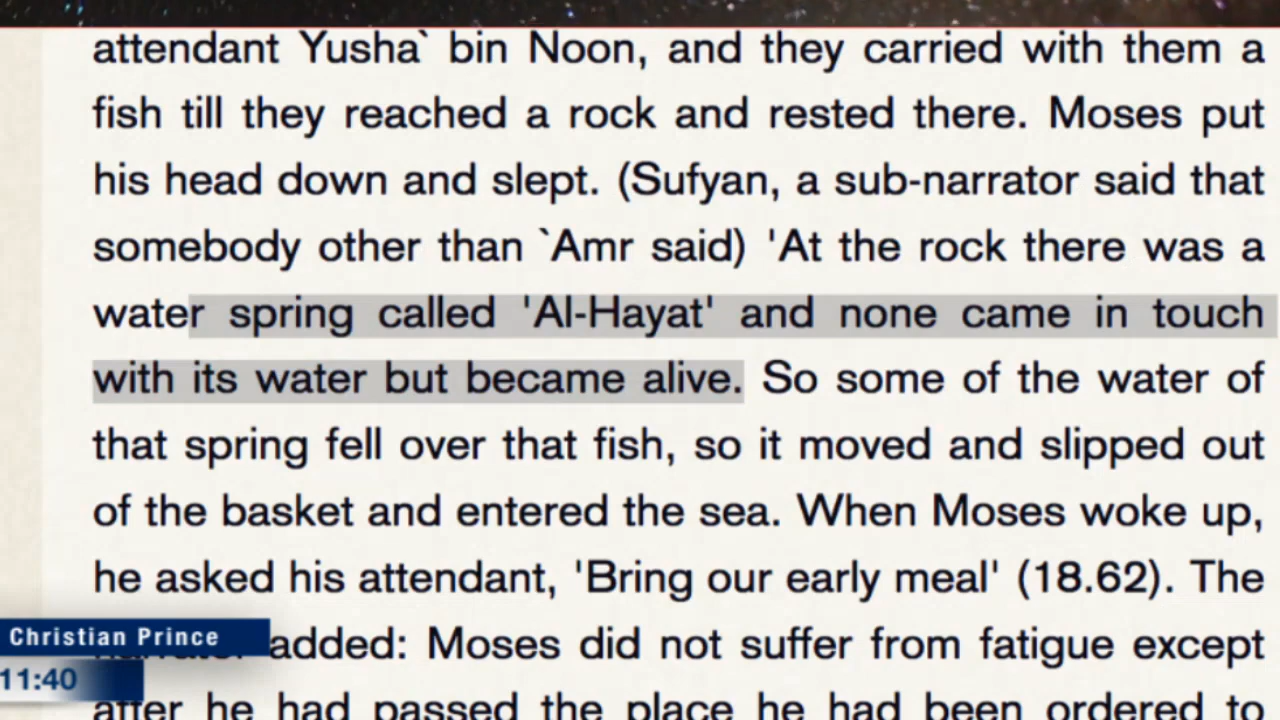 attendant Yusha` bin Noon, and they carried with them a
fish till they reached a rock and rested there. Moses put
his head down and slept. (Sufyan, a sub-narrator said that
somebody other than `Amr said) 'At the rock there was a
water spring called 'Al-Hayat' and none came in touch
with its water but became alive. So some of the water of
that spring fell over that fish, so it moved and slipped out
of the basket and entered the sea. When Moses woke up,
he asked his attendant, 'Bring our early meal' (18.62). The
Christian Prince
added: Moses did not suffer from fatigue except
11:40
after he had passed the place he had been ordered to